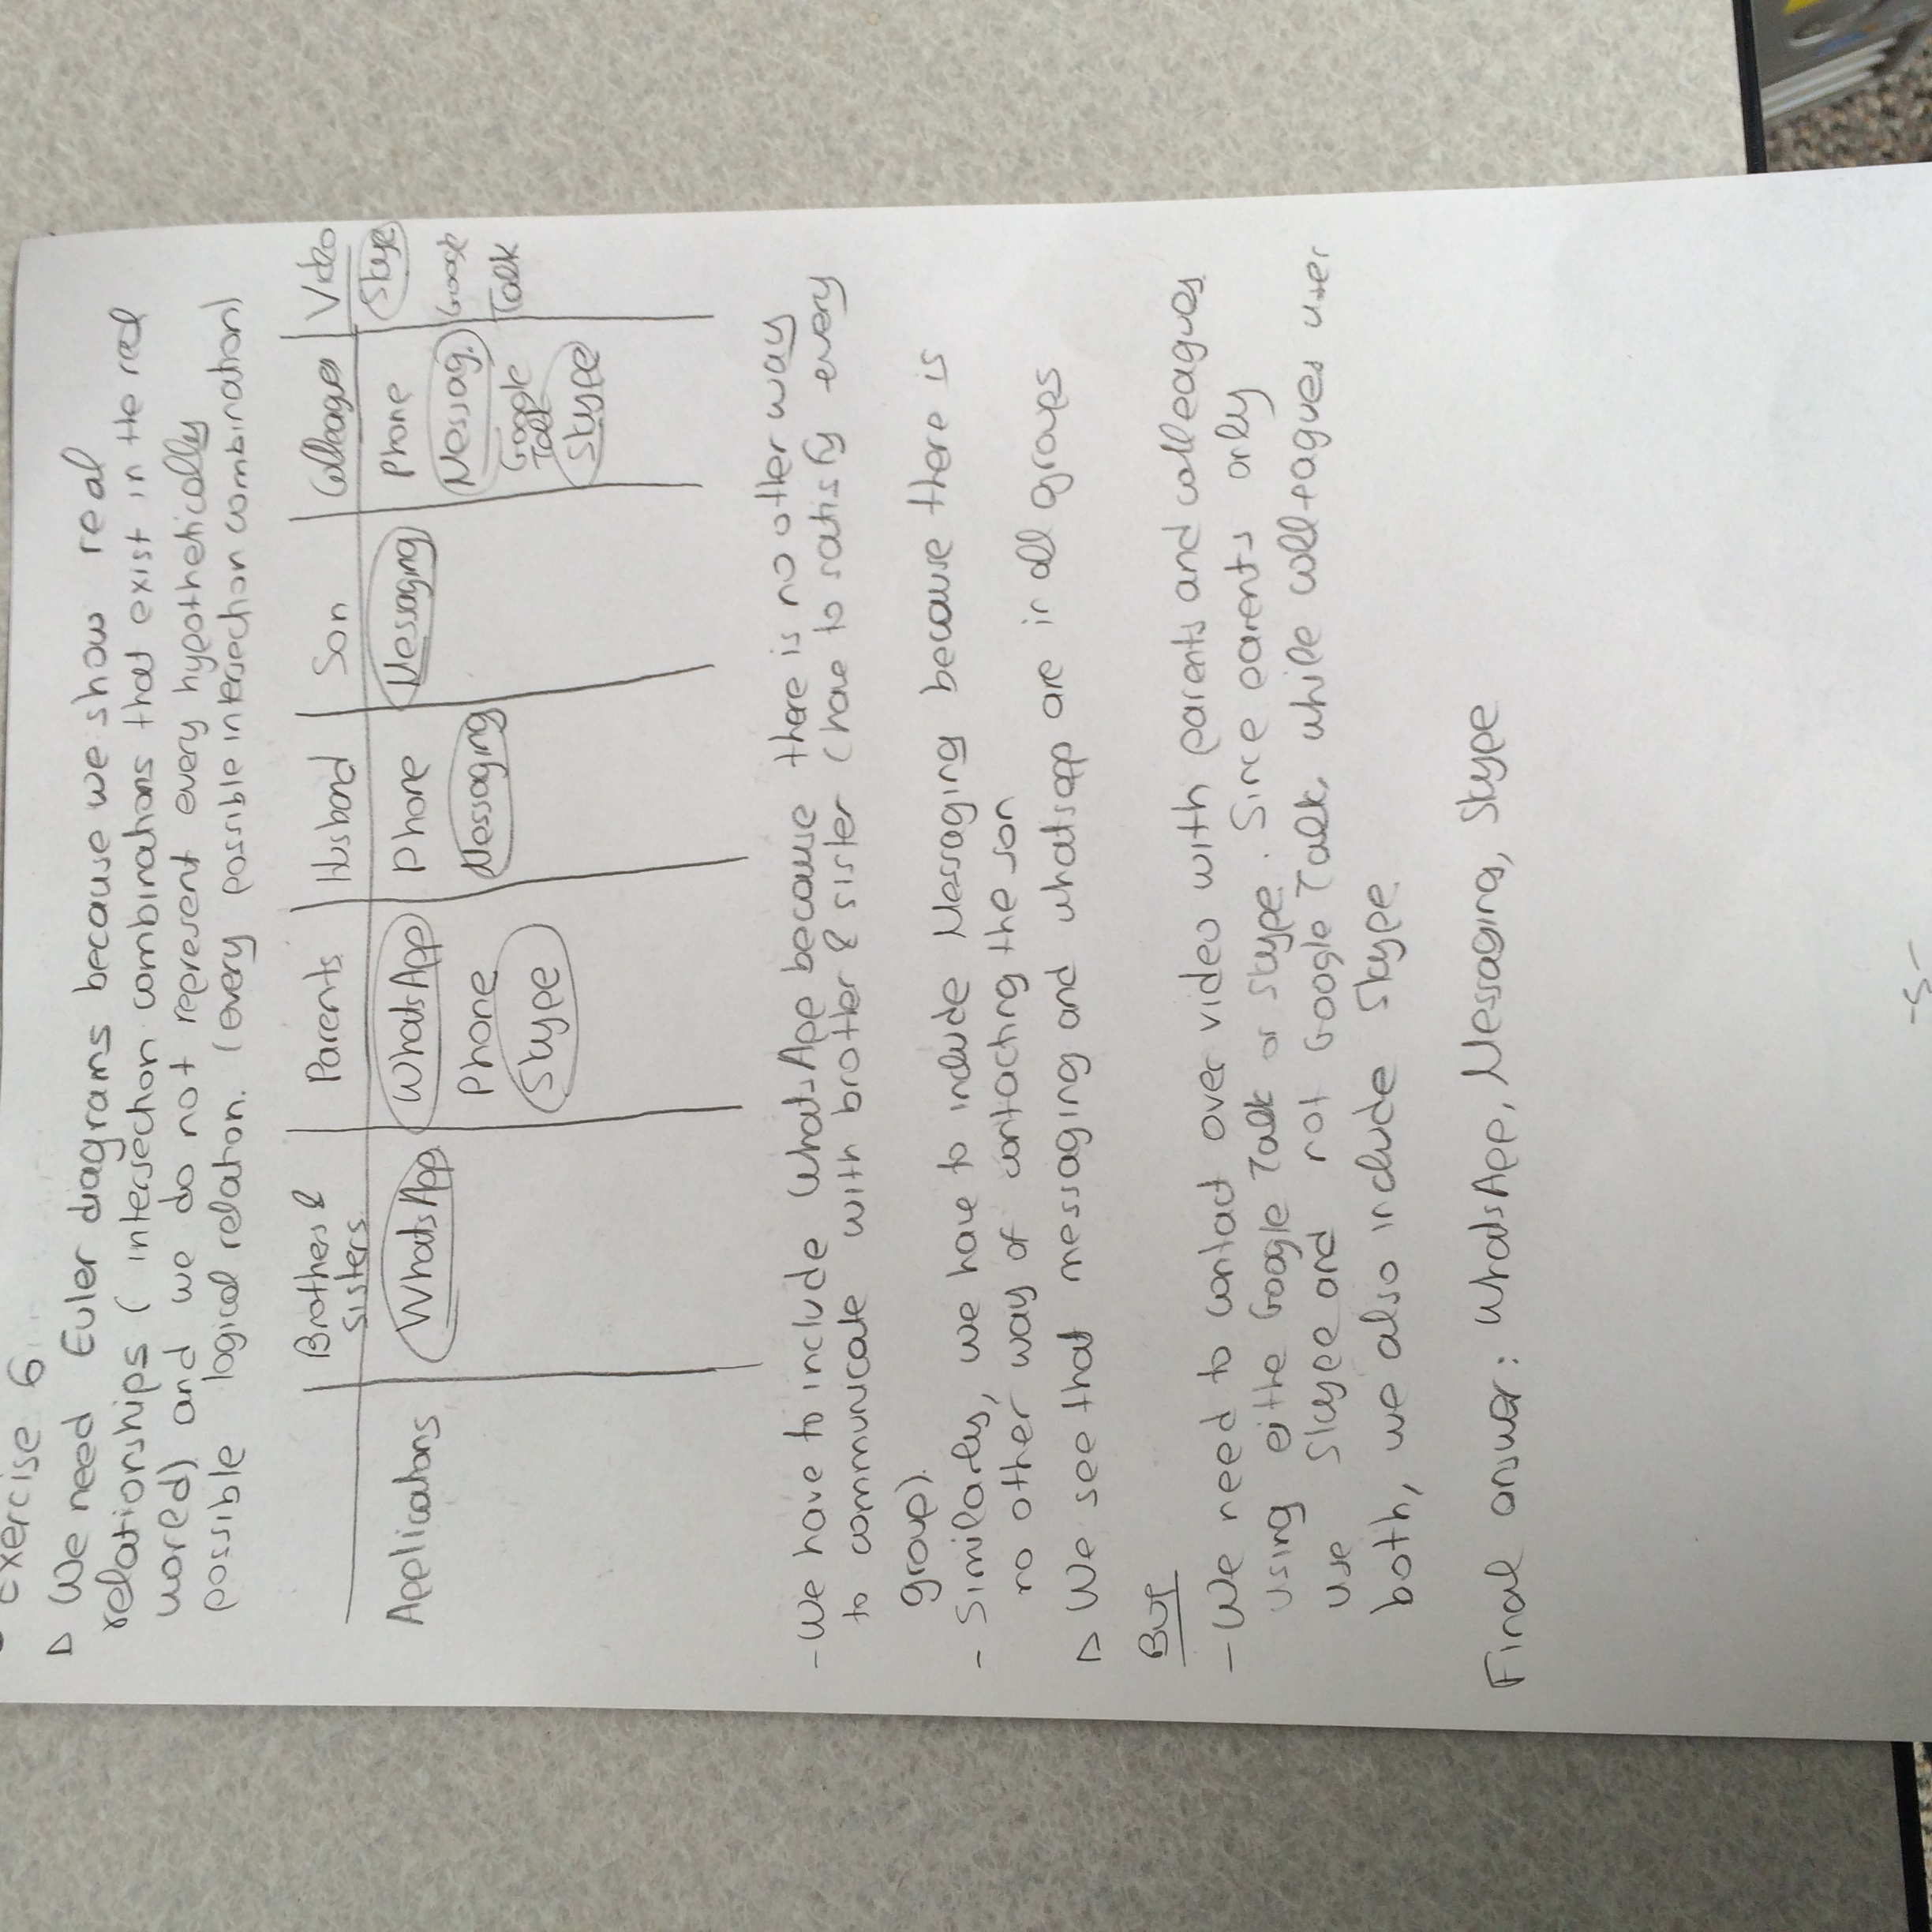 Exercise 6
▷ We need Euler diagrams because we show real
relationships ( intersection combinations that exist in the real
world) and we do not represent every hypothetically
possible logical relation. (every possible intersection combination)
Brothers & sisters | Parents | Husband | Son | Colleagues | Video
Applications | WhatsApp | WhatsApp | Phone | Messaging | Phone | Skype
Phone | Messaging | Messag. | Google
Skype | Google Talk | Talk
Skype
- We have to include WhatsApp because there is no other way
to communicate with brother & sister (have to satisfy every
group).
- Similarly, we have to include Messaging because there is
no other way of contacting the son
▷ We see that messaging and whatsapp are in all groups
BUT
- We need to contact over video with parents and colleagues
using eithe Google Talk or Skype. Since parents only
use Skype and not Google Talk, while colleagues user
both, we also include Skype
Final answer: WhatsApp, Messaging, Skype
-5-